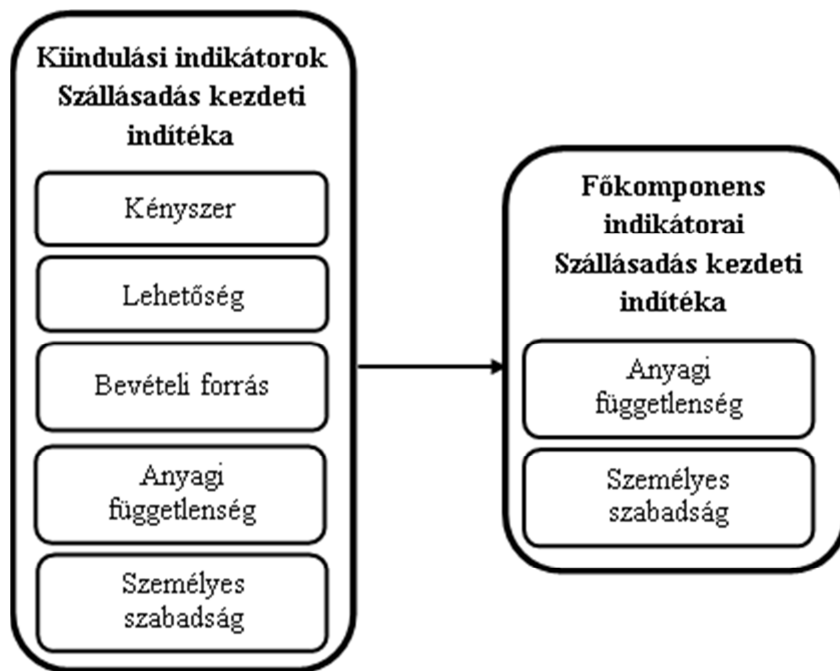 Kiindulási indikátorok
Szállásadás kezdeti
indítéka
Kényszer
Lehetőség
Bevételi forrás
Anyagi
függetlenség
Személyes
szabadság
Főkomponens
indikátorai
Szállásadás kezdeti
indítéka
Anyagi
függetlenség
Személyes
szabadság